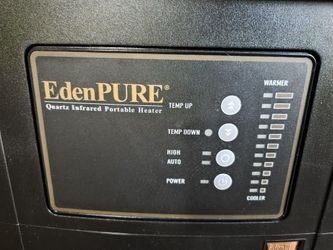 EdenPURE®
Quartz Infrared Portable Heater
WARMER
TEMP UP
TEMP DOWN
HIGH
AUTO
POWER
COOLER